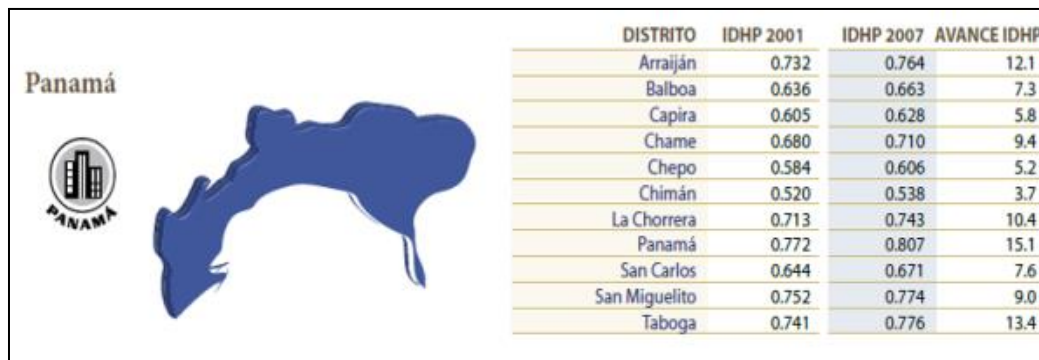 DISTRITO IDHP 2001 IDHP 2007 AVANCE IDHP
Panamá
PANAMÁ
Arraiján 0.732 0.764 12.1
Balboa 0.636 0.663 7.3
Capira 0.605 0.628 5.8
Chame 0.680 0.710 9.4
Chepo 0.584 0.606 5.2
Chimán 0.520 0.538 3.7
La Chorrera 0.713 0.743 10.4
Panamá 0.772 0.807 15.1
San Carlos 0.644 0.671 7.6
San Miguelito 0.752 0.774 9.0
Taboga 0.741 0.776 13.4